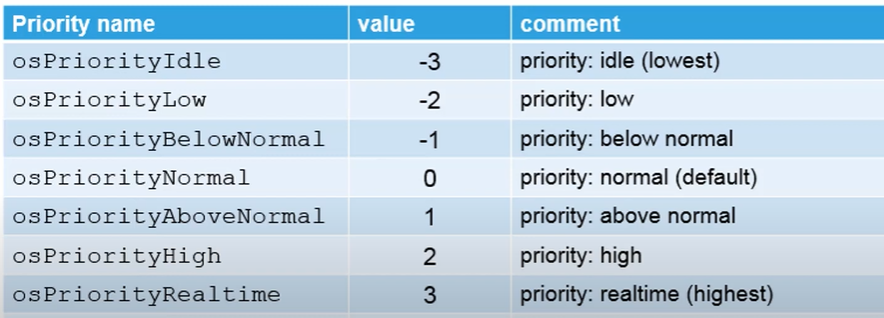 Priority name value comment
osPriorityIdle -3 priority: idle (lowest)
osPriorityLow -2 priority: low
osPriorityBelowNormal -1 priority: below normal
osPriorityNormal 0 priority: normal (default)
osPriorityAboveNormal 1 priority: above normal
osPriorityHigh 2 priority: high
osPriorityRealtime 3 priority: realtime (highest)